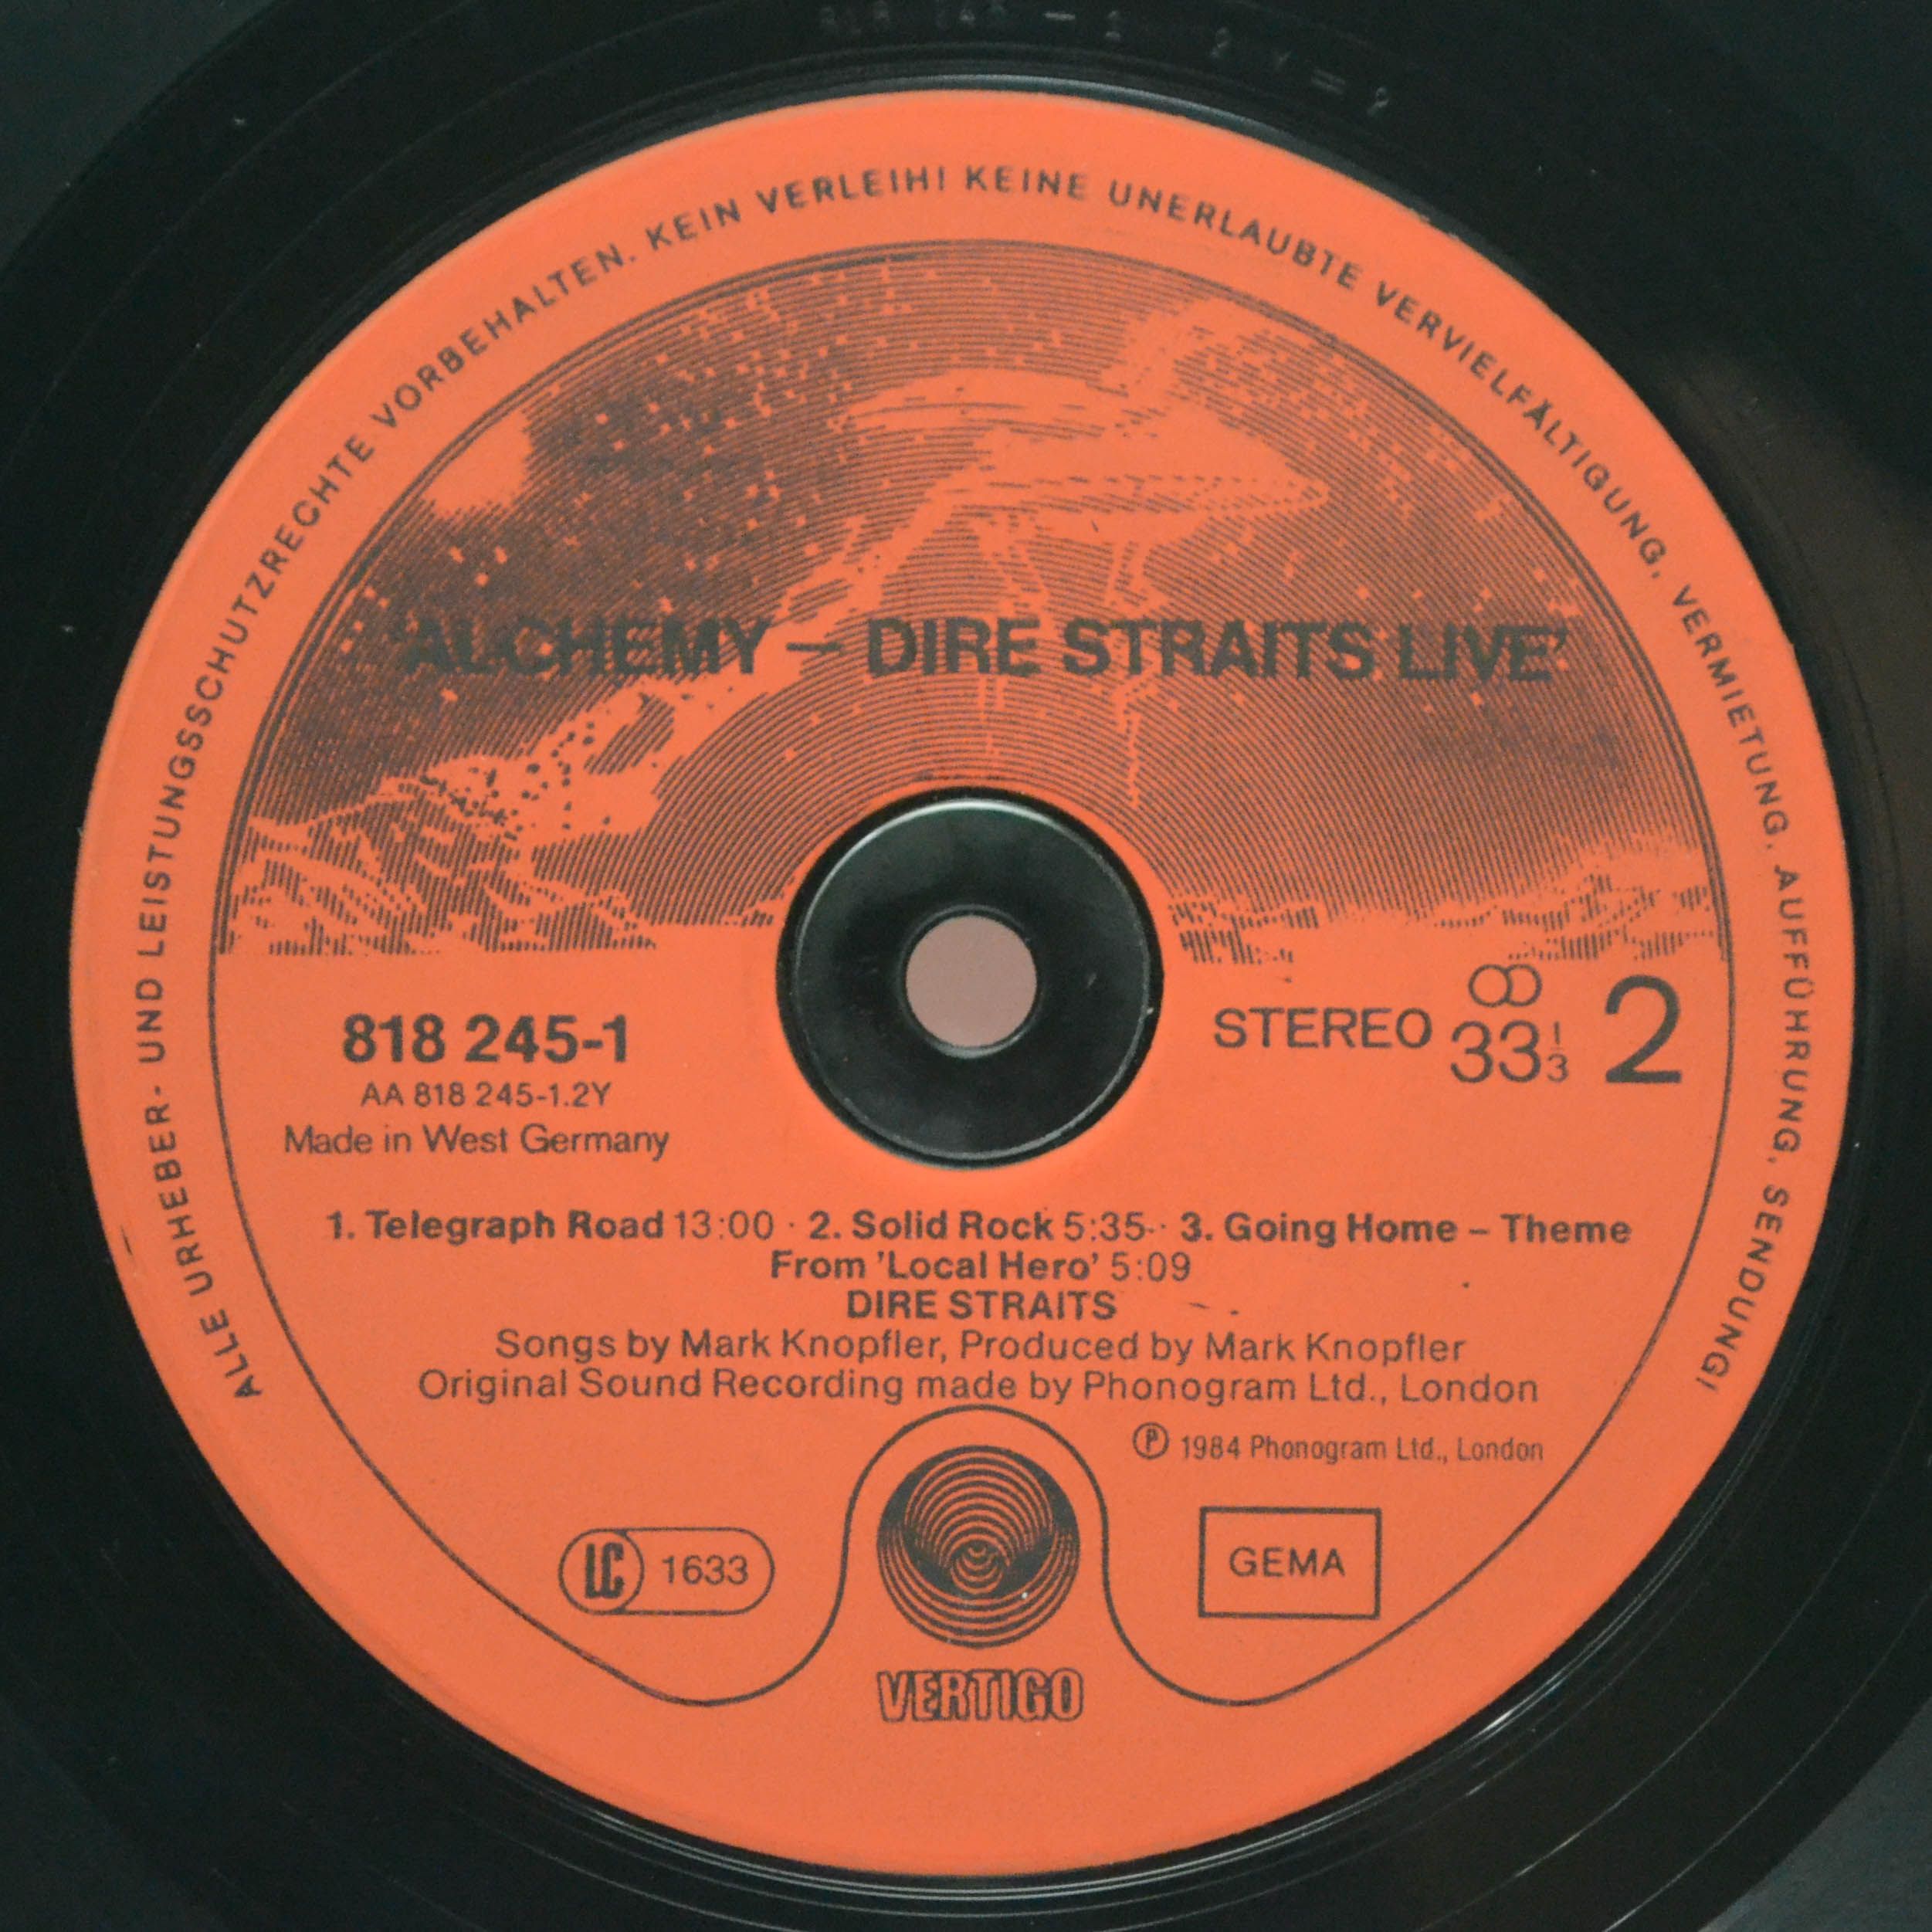 ALLE URHEBER- UND LEISTUNGSSCHUTZRECHTE VORBEHALTEN. KEIN VERLEIH! KEINE UNERLAUBTE VERVIELFÄLTIGUNG, VERMIETUNG, AUFFÜHRUNG, SENDUNG!
'ALCHEMY – DIRE STRAITS LIVE'
818 245-1
AA 818 245-1.2Y
Made in West Germany
STEREO 33 1/3 2
1. Telegraph Road 13:00 · 2. Solid Rock 5:35 · 3. Going Home – Theme
From 'Local Hero' 5:09
DIRE STRAITS
Songs by Mark Knopfler, Produced by Mark Knopfler
Original Sound Recording made by Phonogram Ltd., London
℗ 1984 Phonogram Ltd., London
LC 1633
GEMA
VERTIGO